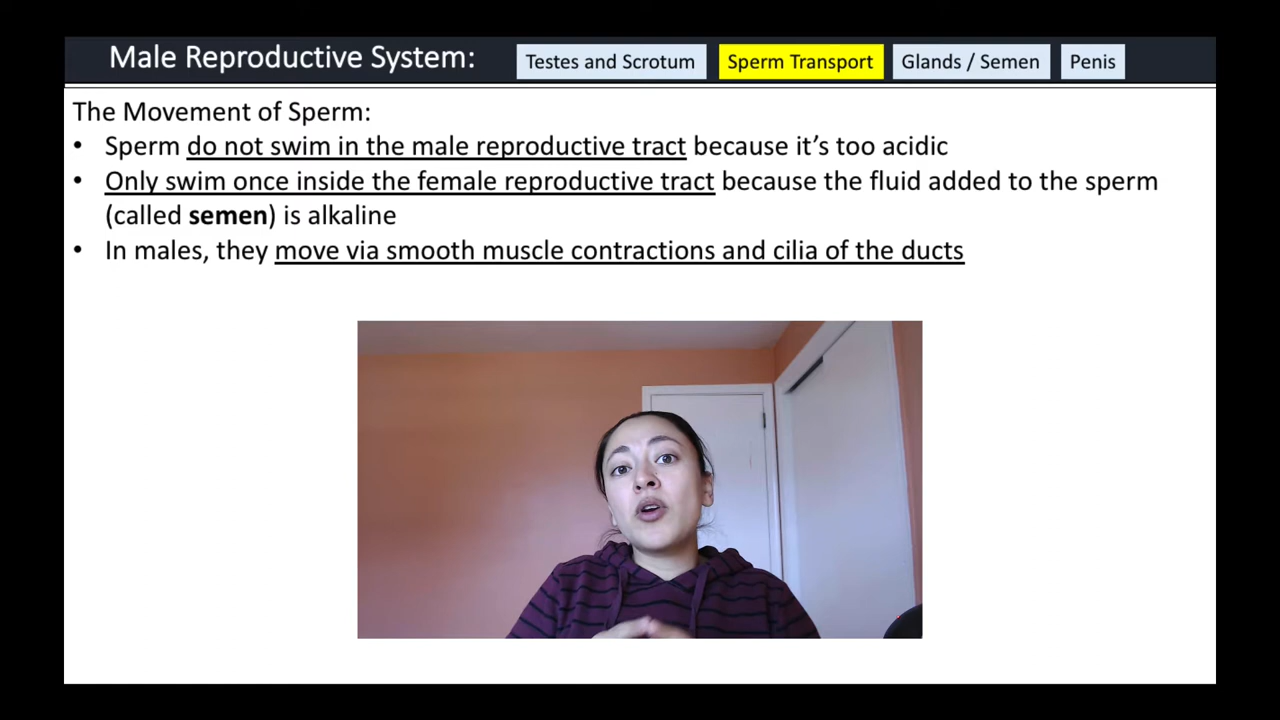 Male Reproductive System:
Testes and Scrotum
Sperm Transport
Glands / Semen
Penis
The Movement of Sperm:
• Sperm do not swim in the male reproductive tract because it's too acidic
• Only swim once inside the female reproductive tract because the fluid added to the sperm
(called semen) is alkaline
• In males, they move via smooth muscle contractions and cilia of the ducts